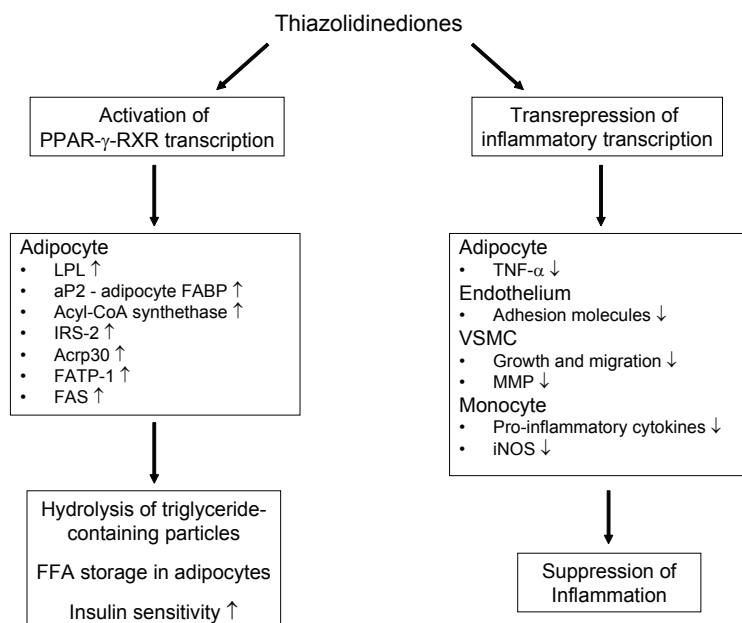 Thiazolidinediones
Activation of
PPAR-γ-RXR transcription
Adipocyte
• LPL ↑
• aP2 - adipocyte FABP ↑
• Acyl-CoA synthethase ↑
• IRS-2 ↑
• Acrp30 ↑
• FATP-1 ↑
• FAS ↑
Hydrolysis of triglyceride-
containing particles
FFA storage in adipocytes
Insulin sensitivity ↑
Transrepression of
inflammatory transcription
Adipocyte
• TNF-α ↓
Endothelium
• Adhesion molecules ↓
VSMC
• Growth and migration ↓
• MMP ↓
Monocyte
• Pro-inflammatory cytokines ↓
• iNOS ↓
Suppression of
Inflammation